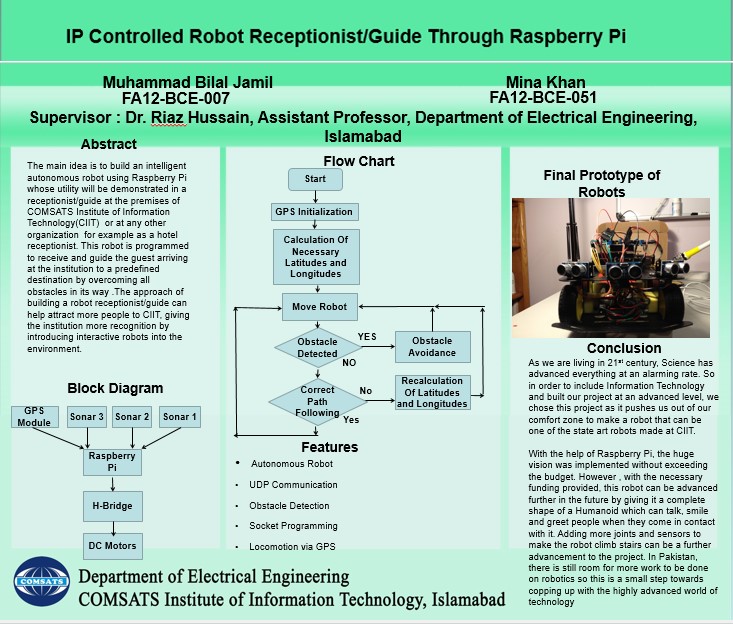 IP Controlled Robot Receptionist/Guide Through Raspberry Pi
Muhammad Bilal Jamil
FA12-BCE-007
Mina Khan
FA12-BCE-051
Supervisor : Dr. Riaz Hussain, Assistant Professor, Department of Electrical Engineering,
Islamabad
Abstract
The main idea is to build an intelligent
autonomous robot using Raspberry Pi
whose utility will be demonstrated in a
receptionist/guide at the premises of
COMSATS Institute of Information
Technology(CIIT) or at any other
organization for example as a hotel
receptionist. This robot is programmed
to receive and guide the guest arriving
at the institution to a predefined
destination by overcoming all
obstacles in its way .The approach of
building a robot receptionist/guide can
help attract more people to CIIT, giving
the institution more recognition by
introducing interactive robots into the
environment.
Block Diagram
GPS
Module
Sonar 3
Sonar 2
Sonar 1
Raspberry
Pi
H-Bridge
DC Motors
Flow Chart
Start
GPS Initialization
Calculation Of
Necessary
Latitudes and
Longitudes
Move Robot
Obstacle
Detected
YES
NO
Obstacle
Avoidance
Correct
Path
Following
No
Yes
Recalculation
Of Latitudes
and Longitudes
Features
• Autonomous Robot
• UDP Communication
• Obstacle Detection
• Socket Programming
• Locomotion via GPS
Final Prototype of
Robots
Conclusion
As we are living in 21st century, Science has
advanced everything at an alarming rate. So
in order to include Information Technology
and built our project at an advanced level, we
chose this project as it pushes us out of our
comfort zone to make a robot that can be
one of the state art robots made at CIIT.
With the help of Raspberry Pi, the huge
vision was implemented without exceeding
the budget. However , with the necessary
funding provided, this robot can be advanced
further in the future by giving it a complete
shape of a Humanoid which can talk, smile
and greet people when they come in contact
with it. Adding more joints and sensors to
make the robot climb stairs can be a further
advancement to the project. In Pakistan,
there is still room for more work to be done
on robotics so this is a small step towards
copping up with the highly advanced world of
technology
COMSATS
Department of Electrical Engineering
COMSATS Institute of Information Technology, Islamabad